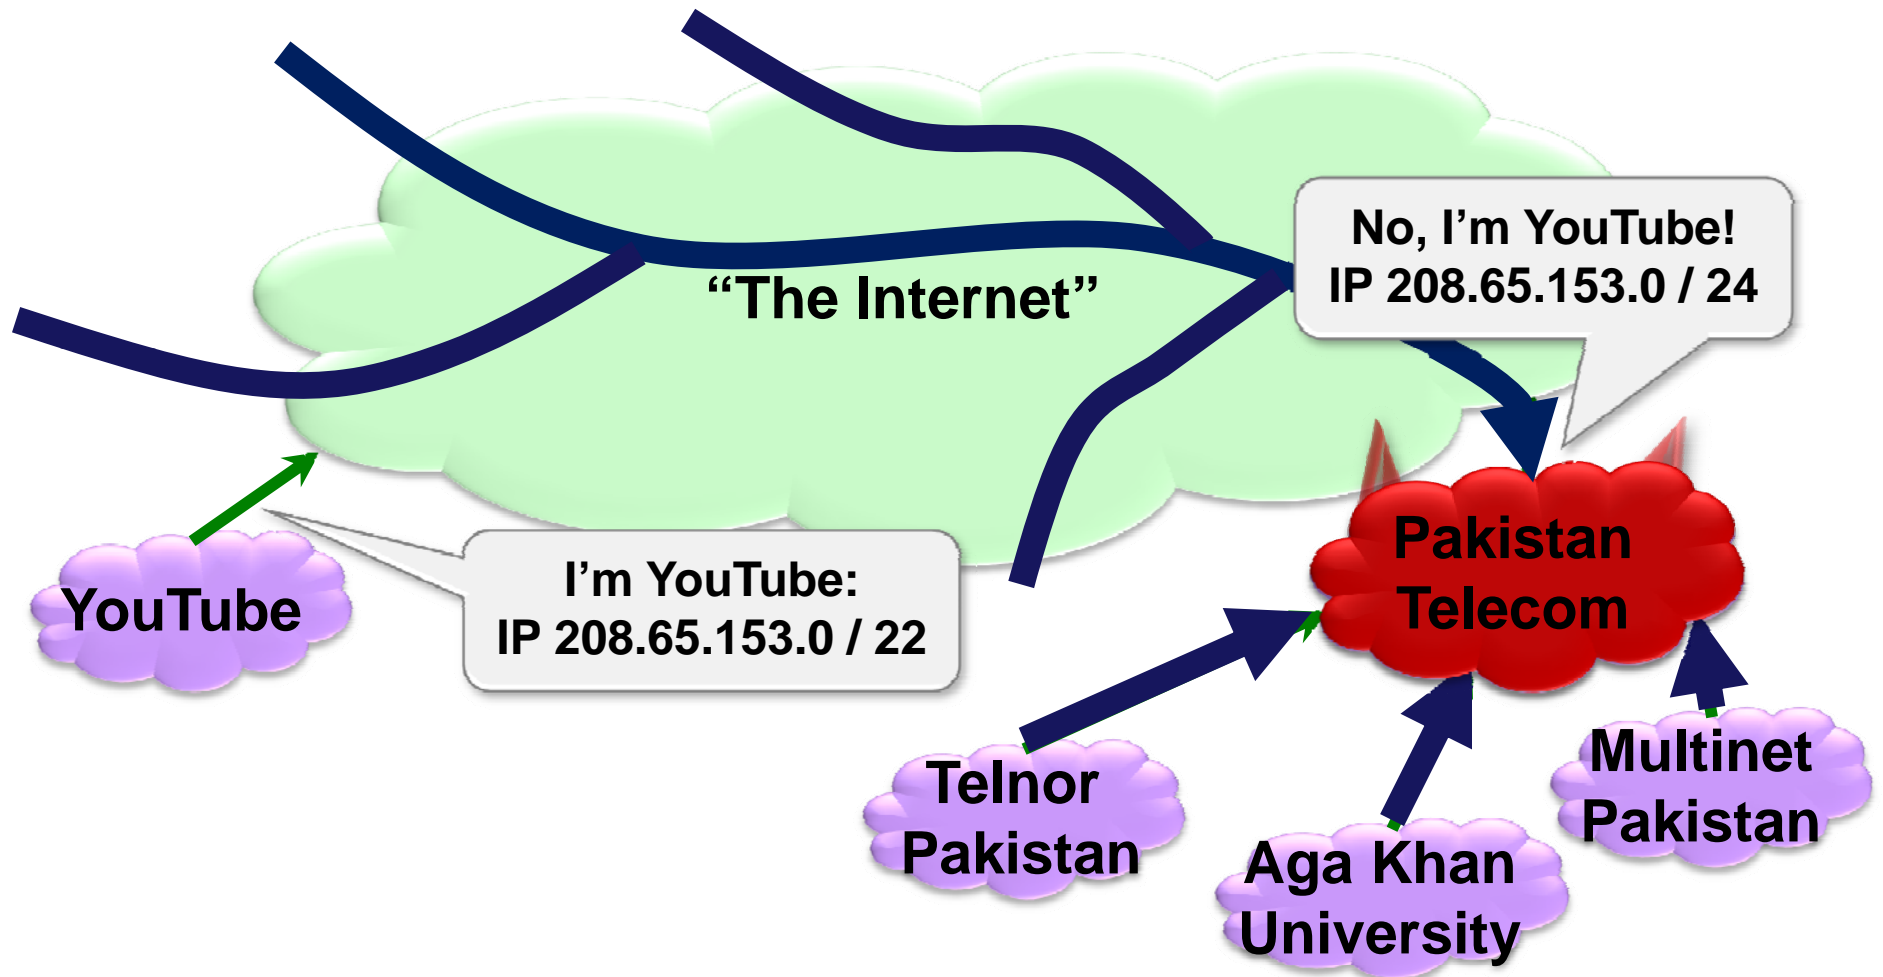 “The Internet”
No, I’m YouTube!
IP 208.65.153.0 / 24
Pakistan
Telecom
I’m YouTube:
IP 208.65.153.0 / 22
YouTube
Telnor
Pakistan
Aga Khan
University
Multinet
Pakistan